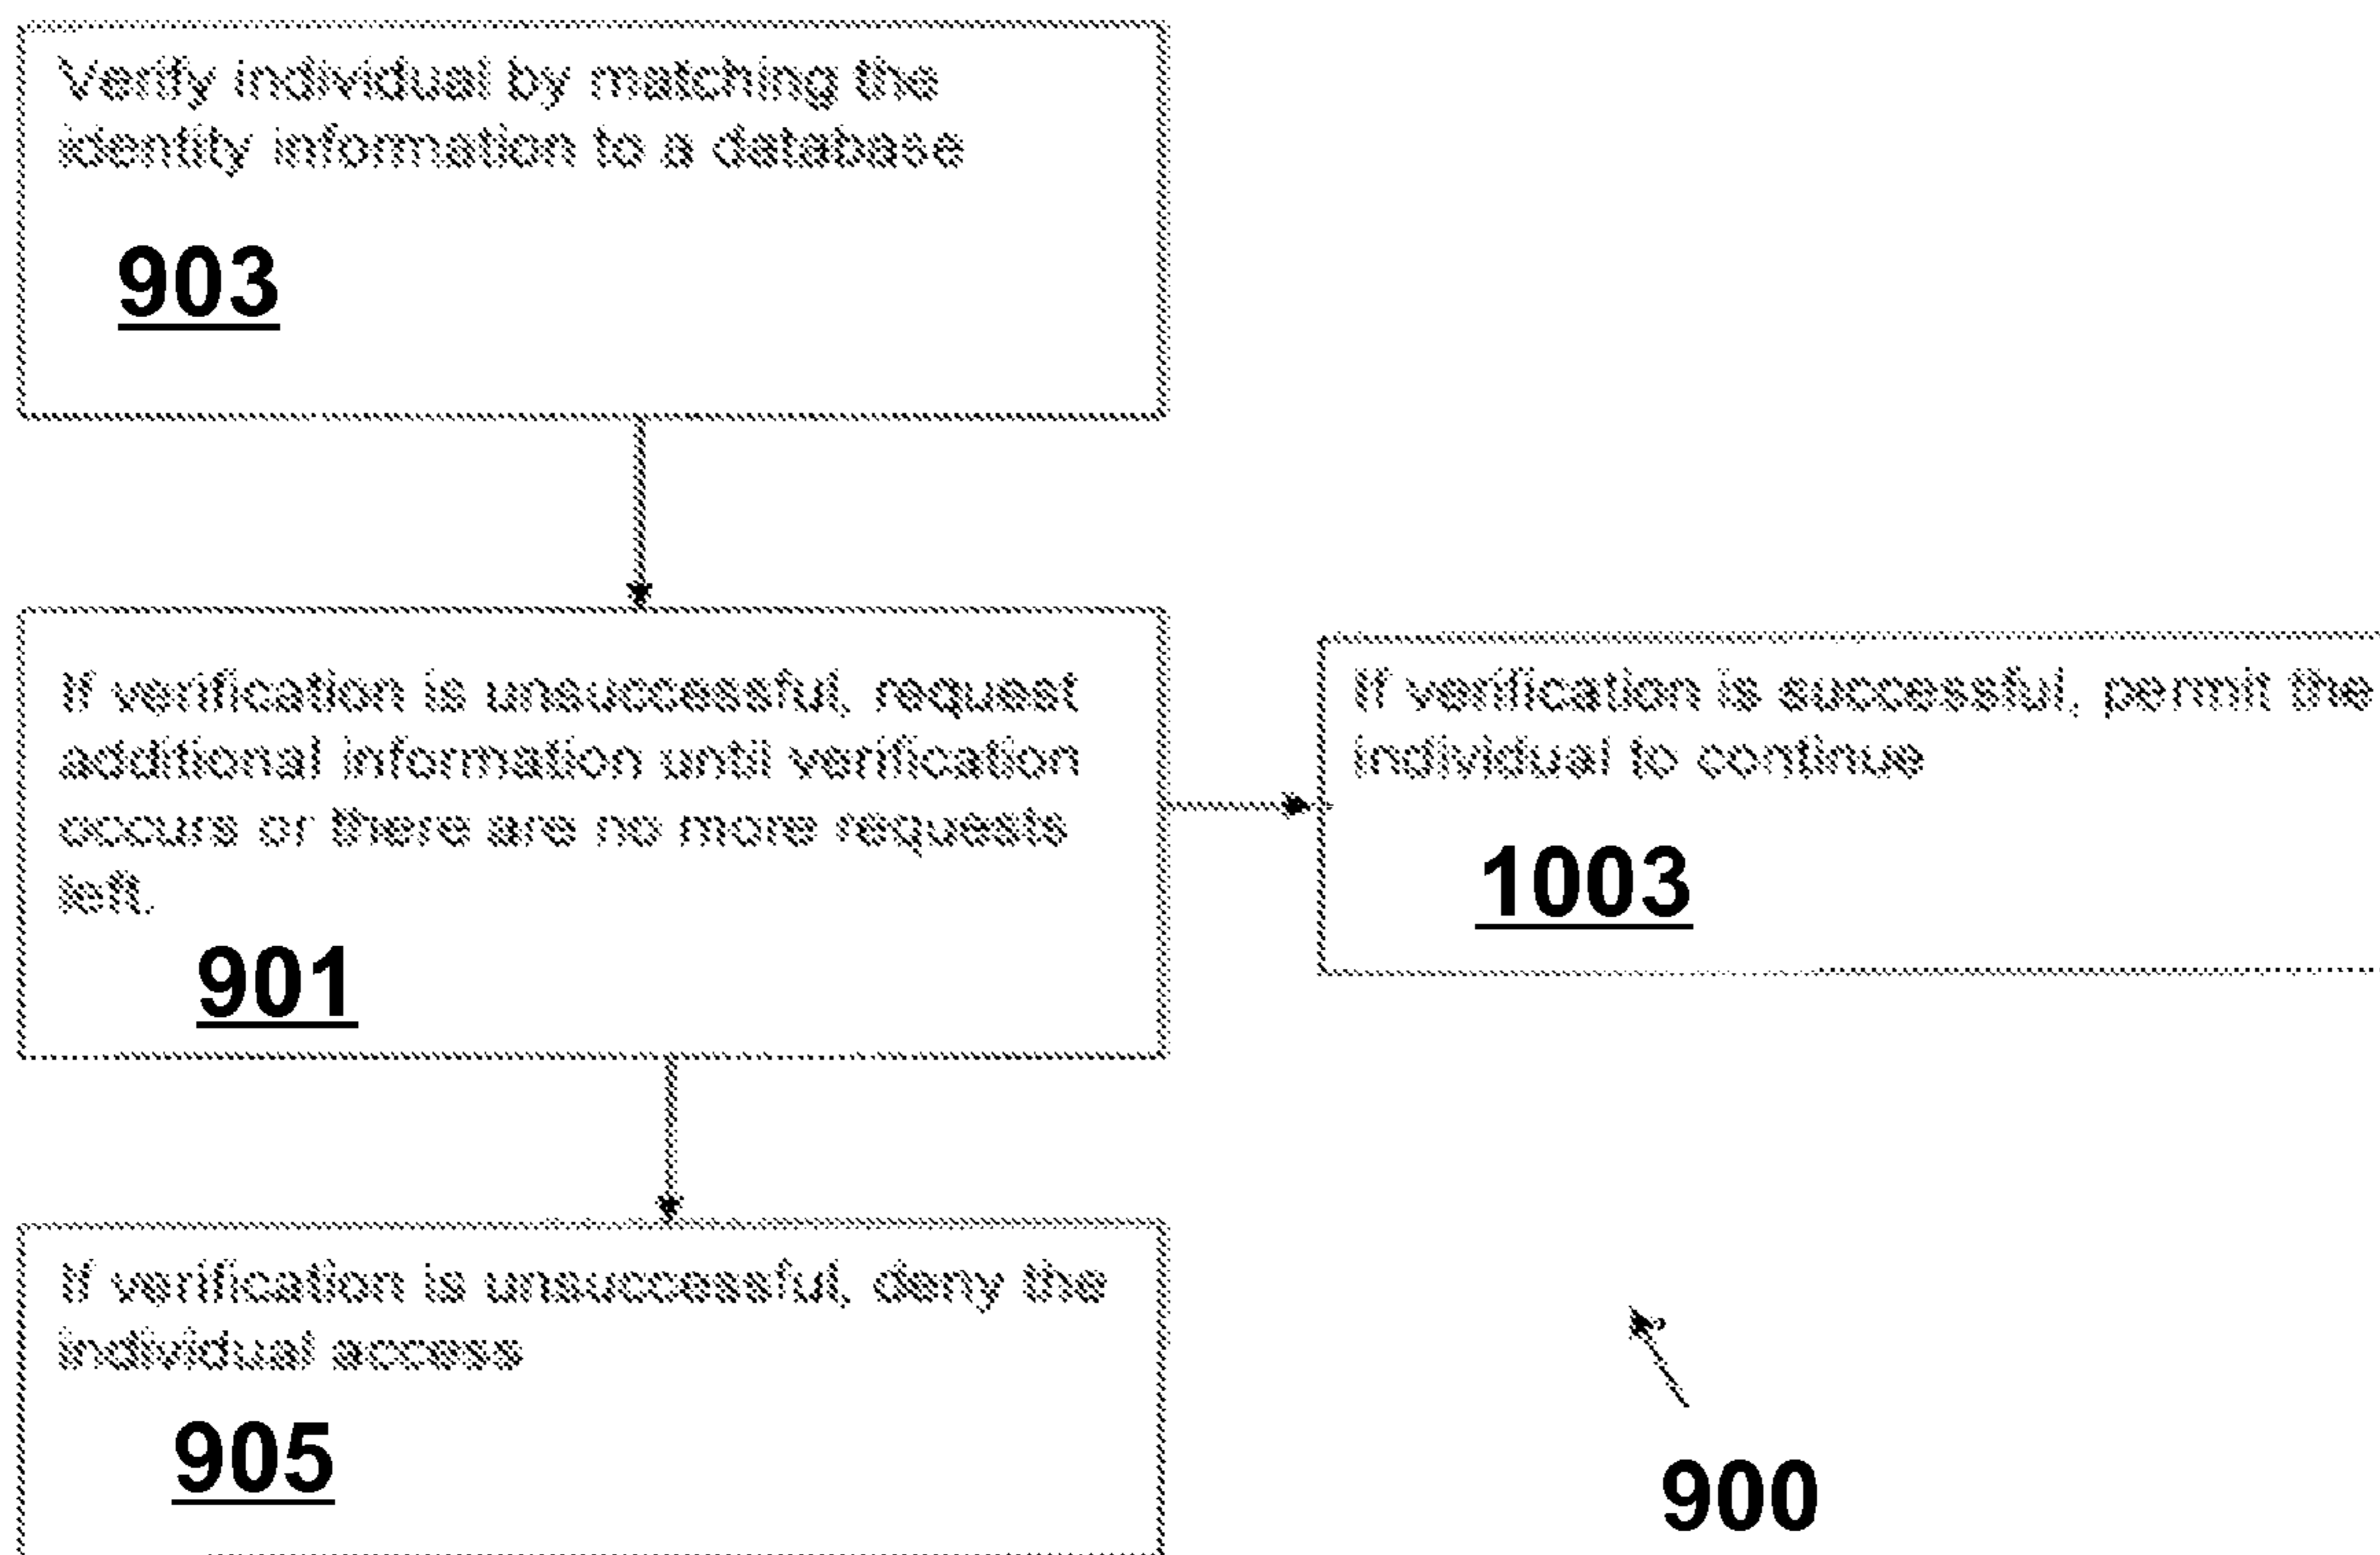 Verify individual by matching the
identity information to a database
903
If verification is unsuccessful, request
additional information until verification
occurs or there are no more requests
left.
901
If verification is successful, permit the
individual to continue
1003
If verification is unsuccessful, deny the
individual access
905
900